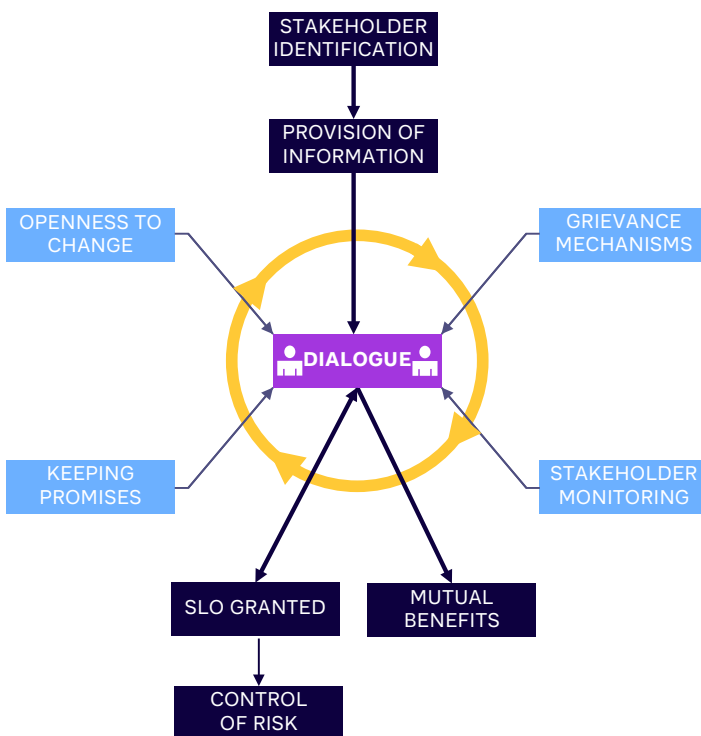 STAKEHOLDER
IDENTIFICATION
PROVISION OF
INFORMATION
OPENNESS TO
CHANGE
GRIEVANCE
MECHANISMS
DIALOGUE
KEEPING
PROMISES
STAKEHOLDER
MONITORING
SLO GRANTED
MUTUAL
BENEFITS
CONTROL
OF RISK